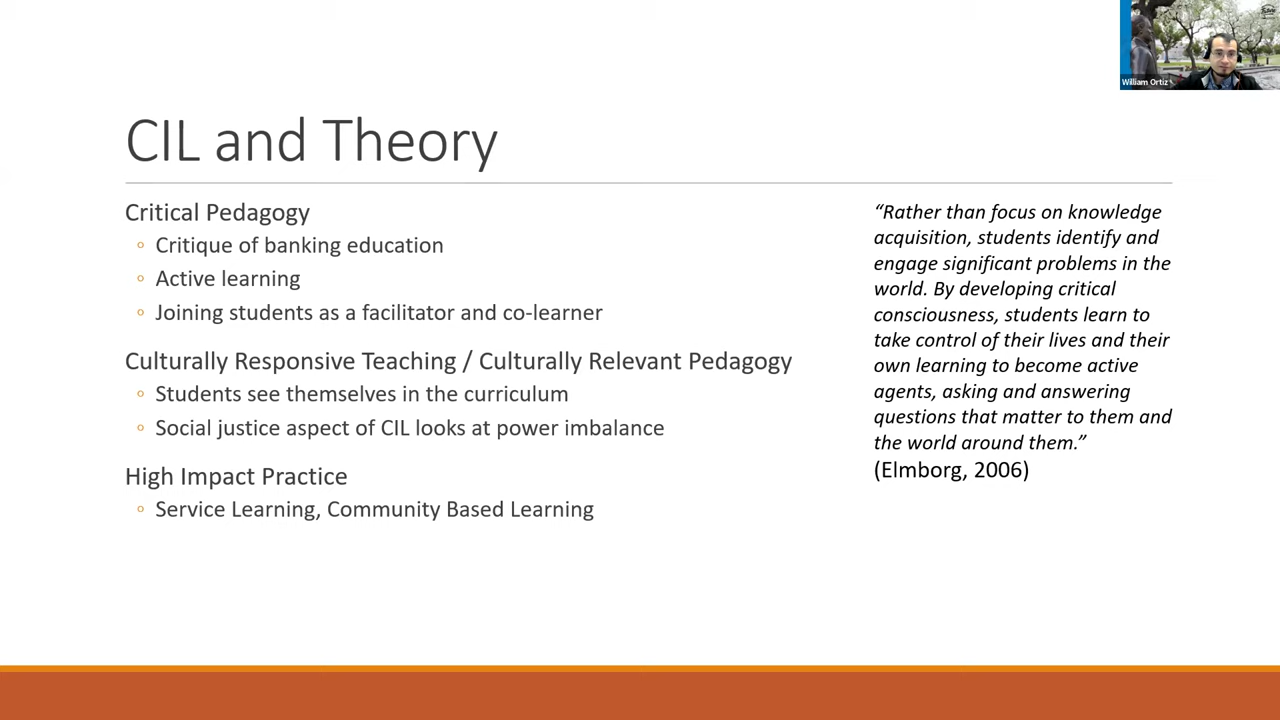 William Ortiz
CIL and Theory
Critical Pedagogy
Critique of banking education
Active learning
Joining students as a facilitator and co-learner
Culturally Responsive Teaching / Culturally Relevant Pedagogy
Students see themselves in the curriculum
Social justice aspect of CIL looks at power imbalance
High Impact Practice
Service Learning, Community Based Learning
“Rather than focus on knowledge
acquisition, students identify and
engage significant problems in the
world. By developing critical
consciousness, students learn to
take control of their lives and their
own learning to become active
agents, asking and answering
questions that matter to them and
the world around them.”
(Elmborg, 2006)